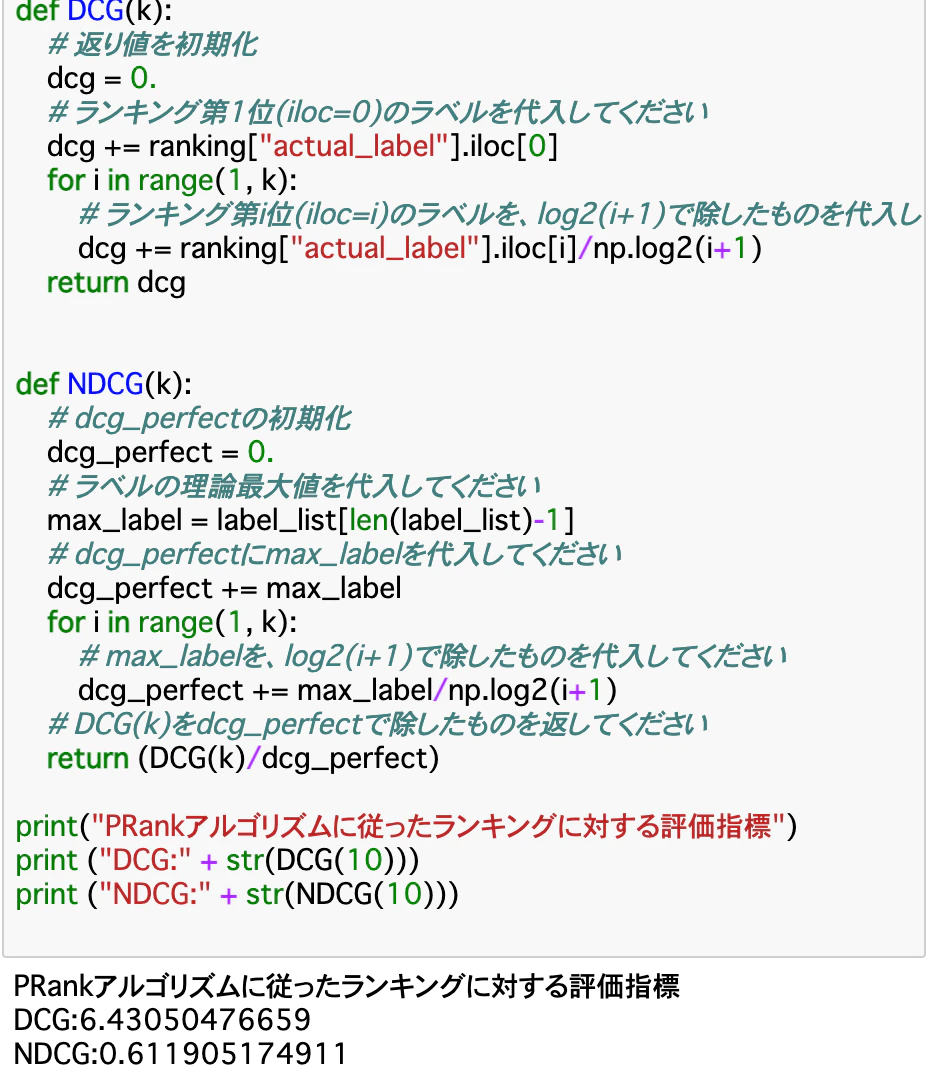 def DCG(k):
    # 返り値を初期化
    dcg = 0.
    # ランキング第1位(iloc=0)のラベルを代入してください
    dcg += ranking["actual_label"].iloc[0]
    for i in range(1, k):
        # ランキング第i位(iloc=i)のラベルを、log2(i+1)で除したものを代入し
        dcg += ranking["actual_label"].iloc[i]/np.log2(i+1)
    return dcg
def NDCG(k):
    # dcg_perfectの初期化
    dcg_perfect = 0.
    # ラベルの理論最大値を代入してください
    max_label = label_list[len(label_list)-1]
    # dcg_perfectにmax_labelを代入してください
    dcg_perfect += max_label
    for i in range(1, k):
        # max_labelを、log2(i+1)で除したものを代入してください
        dcg_perfect += max_label/np.log2(i+1)
    # DCG(k)をdcg_perfectで除したものを返してください
    return (DCG(k)/dcg_perfect)
print("PRankアルゴリズムに従ったランキングに対する評価指標")
print ("DCG:" + str(DCG(10)))
print ("NDCG:" + str(NDCG(10)))
PRankアルゴリズムに従ったランキングに対する評価指標
DCG:6.43050476659
NDCG:0.611905174911